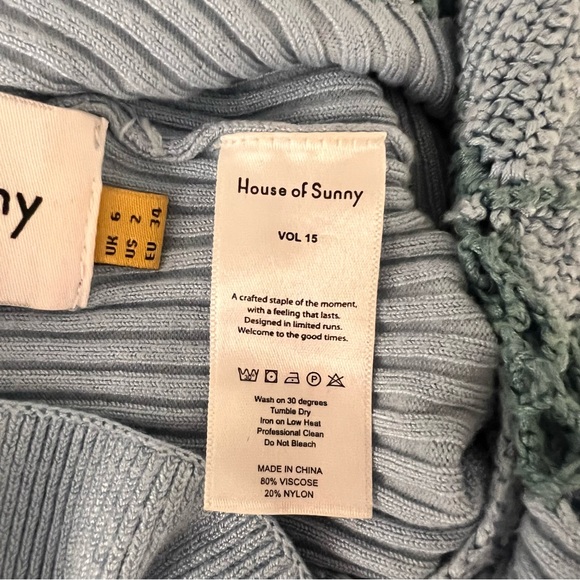 ny
UK 6
US 2
EU 34
House of Sunny
VOL 15
A crafted staple of the moment,
with a feeling that lasts.
Designed in limited runs.
Welcome to the good times.
Wash on 30 degrees
Tumble Dry
Iron on Low Heat
Professional Clean
Do Not Bleach
MADE IN CHINA
80% VISCOSE
20% NYLON